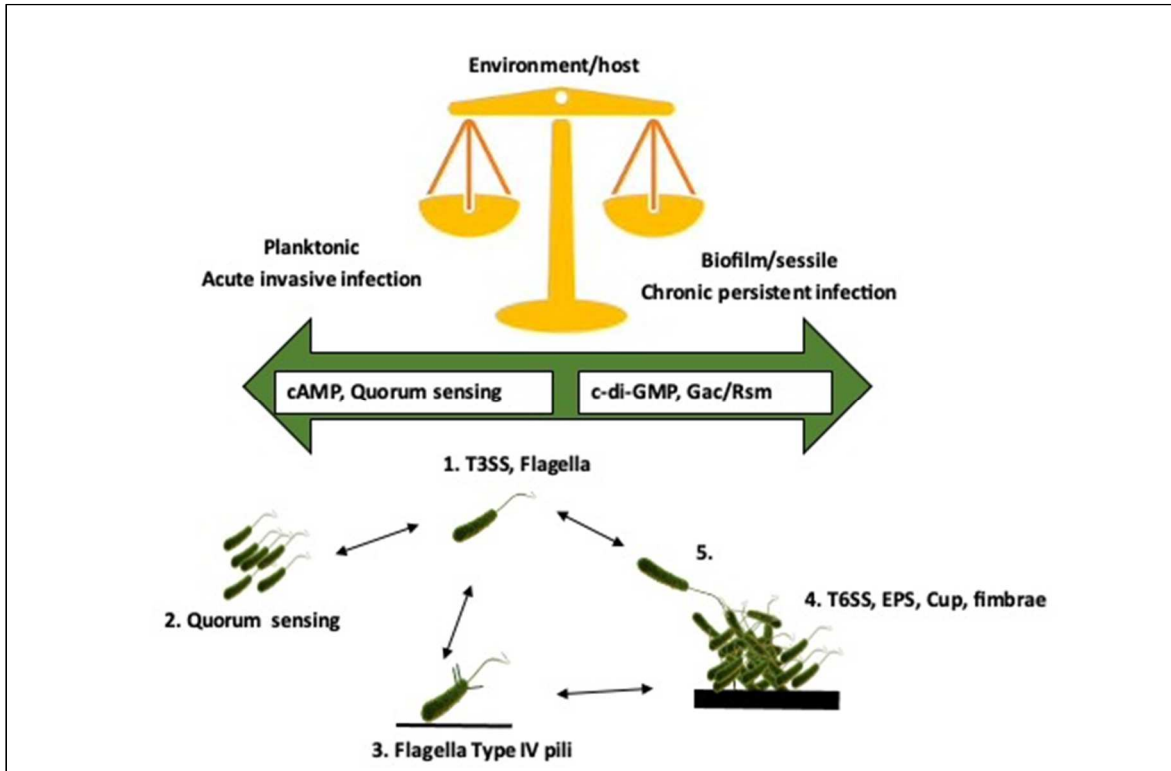 Environment/host
Planktonic
Acute invasive infection
Biofilm/sessile
Chronic persistent infection
cAMP, Quorum sensing
c-di-GMP, Gac/Rsm
1. T3SS, Flagella
2. Quorum sensing
5.
4. T6SS, EPS, Cup, fimbrae
3. Flagella Type IV pili